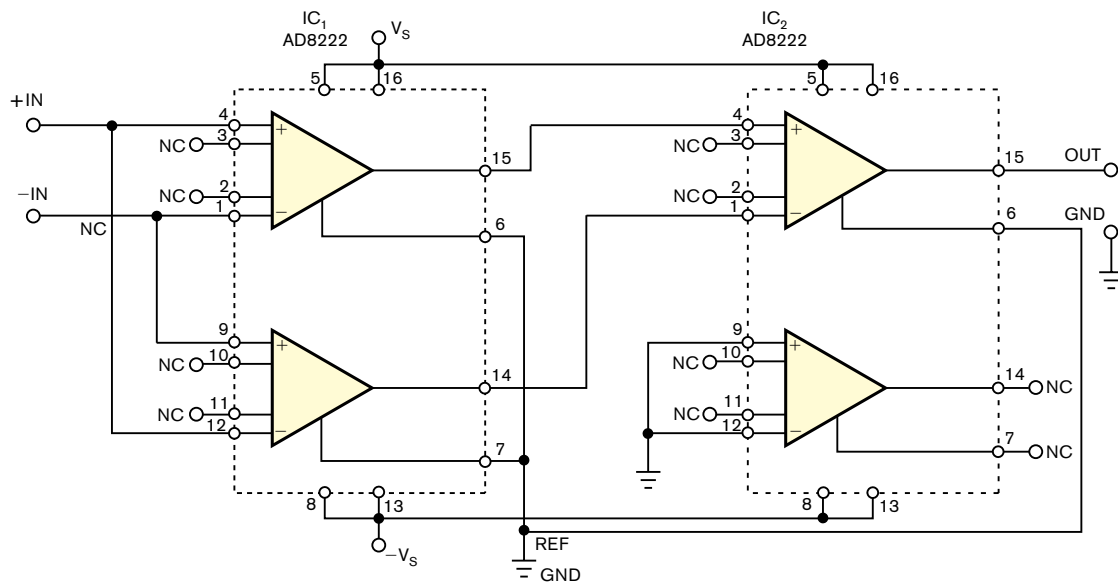 IC1
AD8222
VS
IC2
AD8222
5
16
5
16
+IN
4
+
4
+
NC
3
NC
3
15
15
OUT
NC
2
NC
2
−IN
1
−
1
−
NC
6
6
GND
9
+
9
+
NC
10
NC
10
14
14
NC
NC
11
NC
11
12
−
12
−
7
7
NC
8
13
8
13
−VS
REF
GND